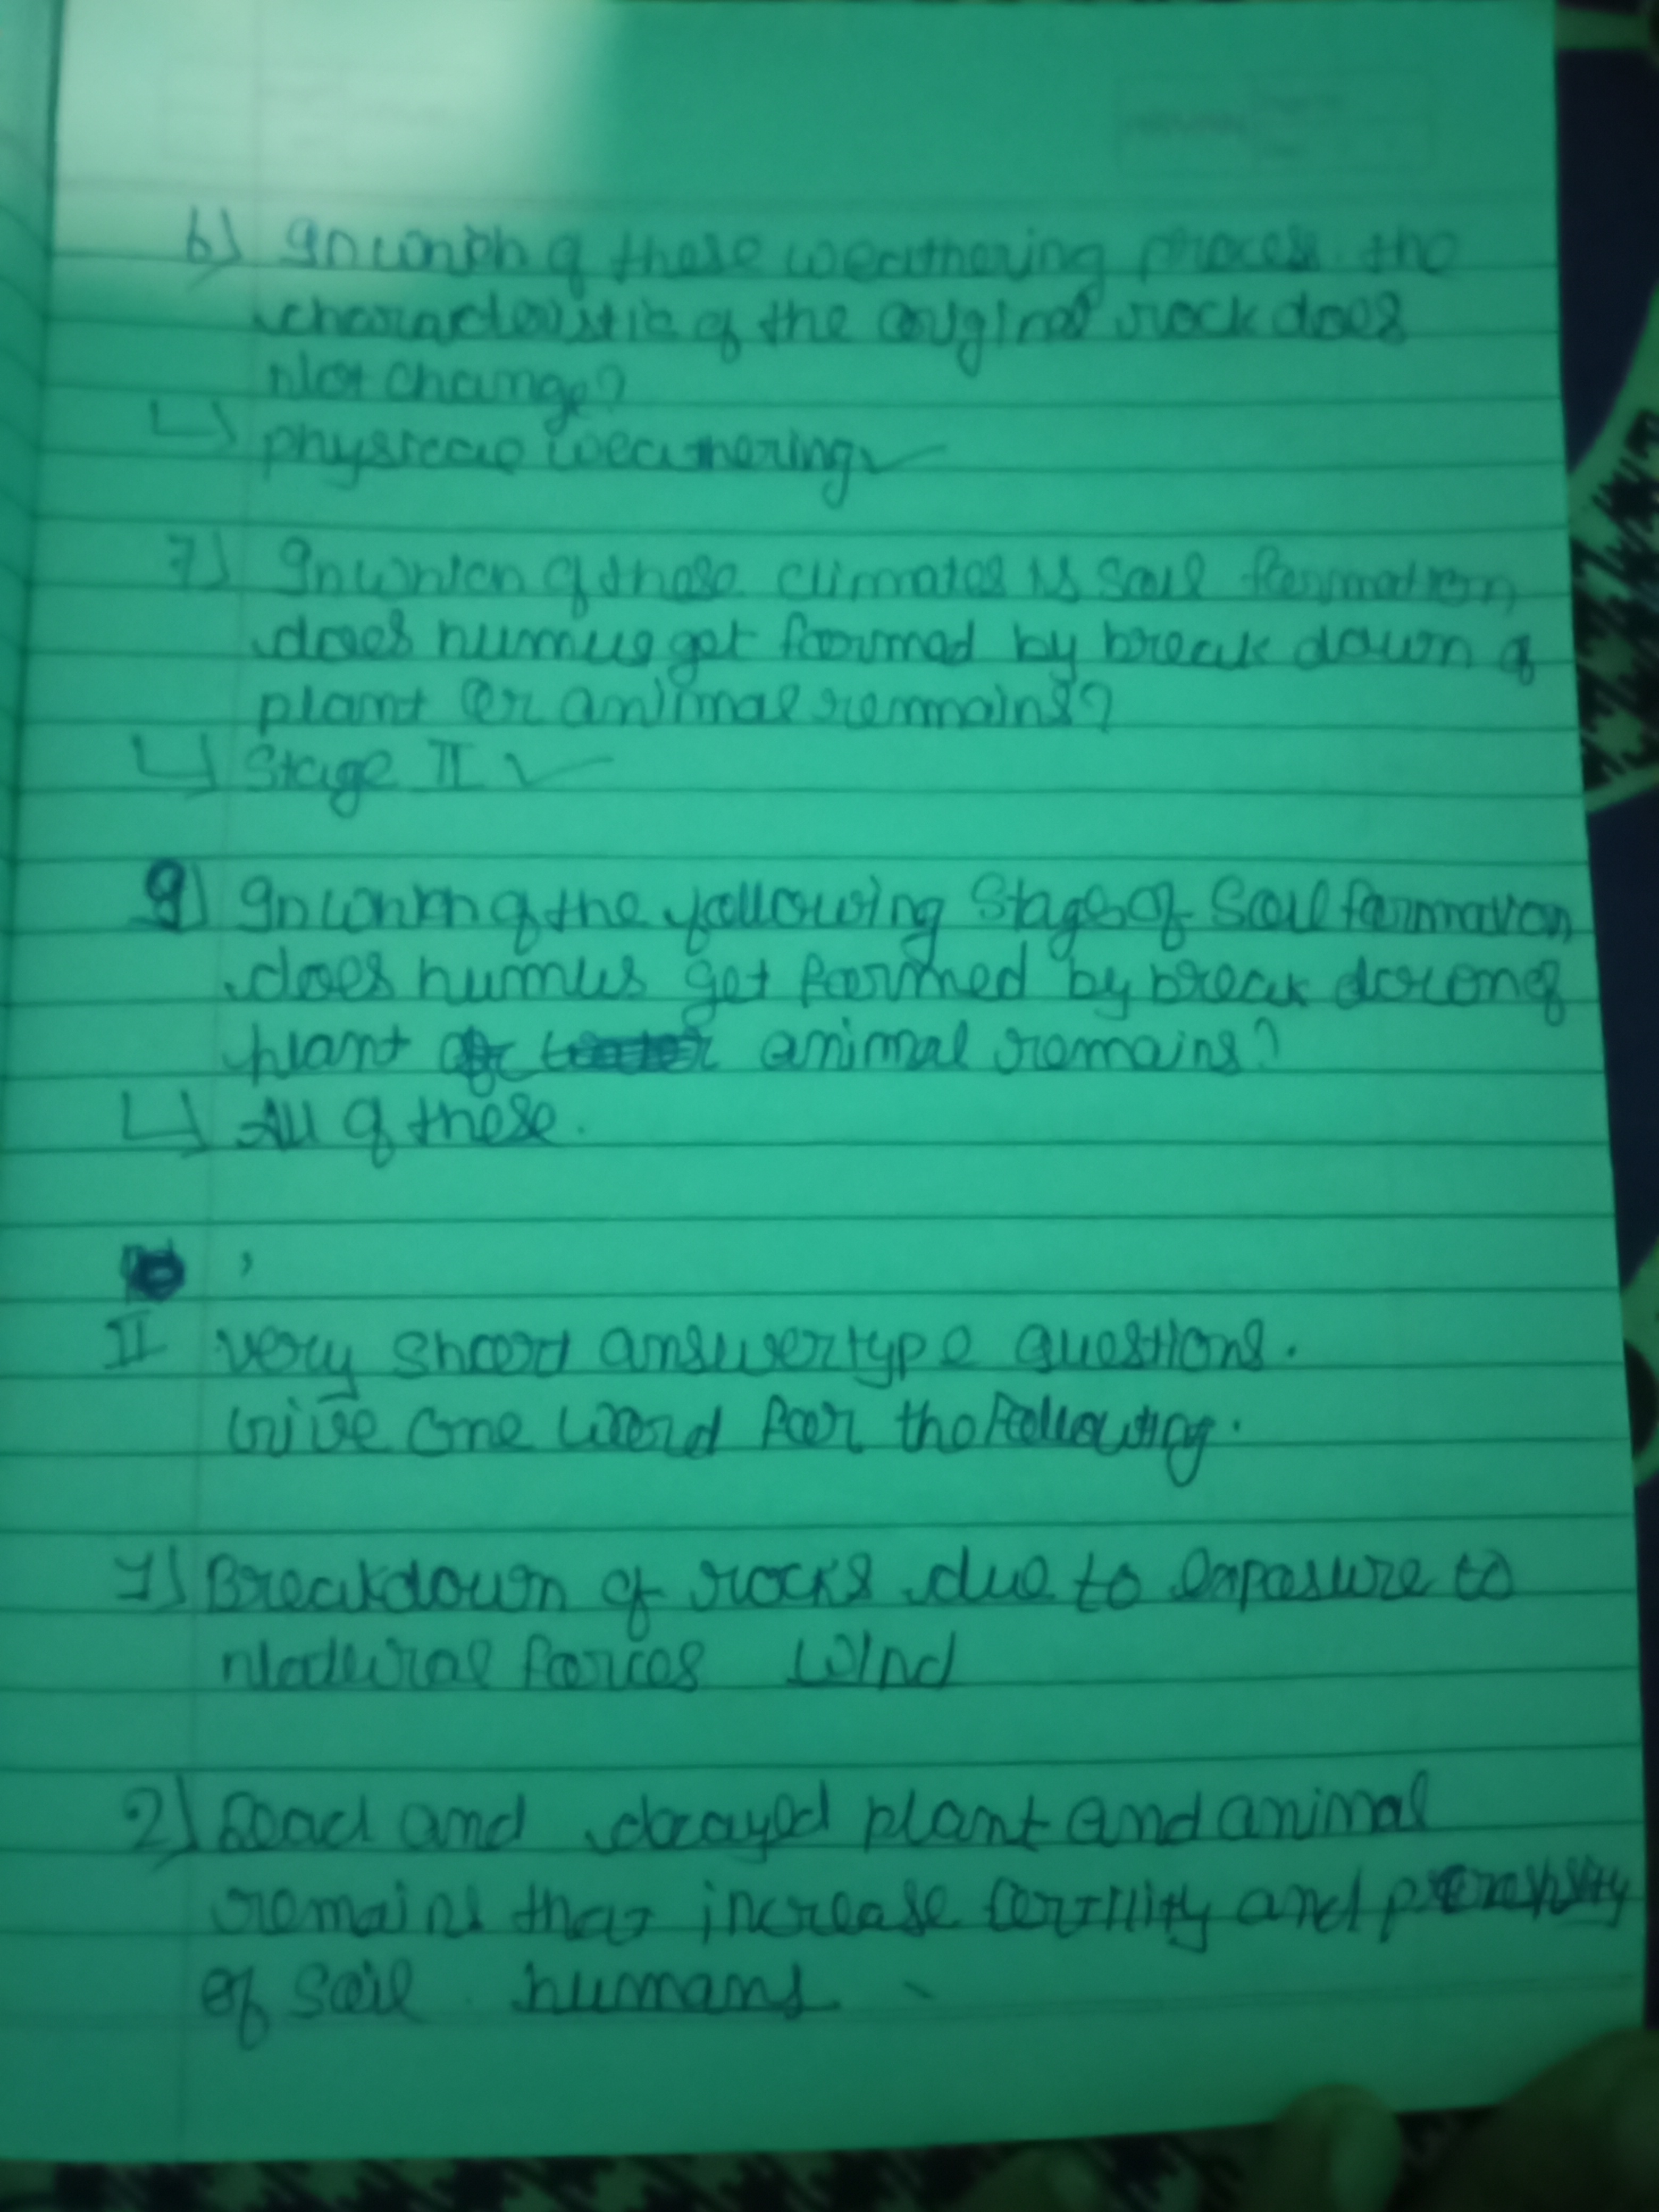 6) In which of these weathering process the
characteristic of the original rock does
not change?
physical weathering
7) In which of these climates is soil formation
does humus get formed by break down of
plant or animal remains?
Stage II
9) In which of the following Stages of Soil formation
does humus get formed by break down of
plant or animal remains?
All of these.
II very short answer type questions.
Give one word for the following.
1) Breakdown of rocks due to exposure to
natural forces Wind
2) Dead and decayed plant and animal
remains that increase fertility and
of soil. humans